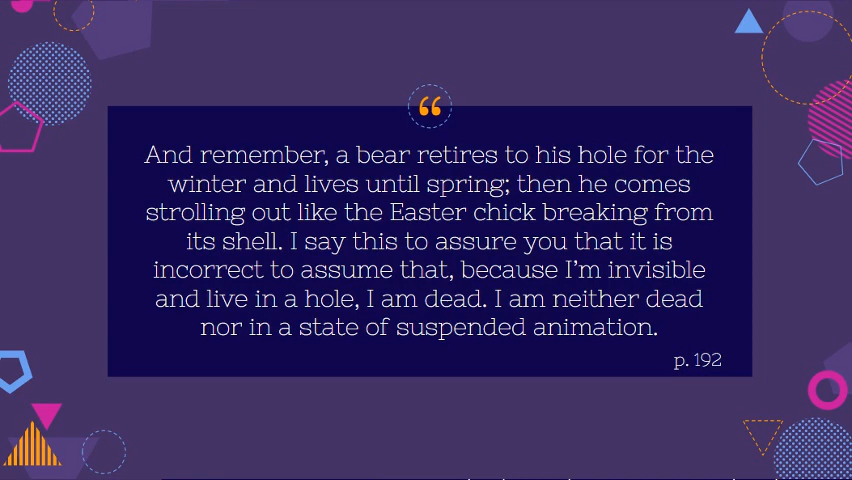 “
And remember, a bear retires to his hole for the
winter and lives until spring; then he comes
strolling out like the Easter chick breaking from
its shell. I say this to assure you that it is
incorrect to assume that, because I’m invisible
and live in a hole, I am dead. I am neither dead
nor in a state of suspended animation.
p. 192